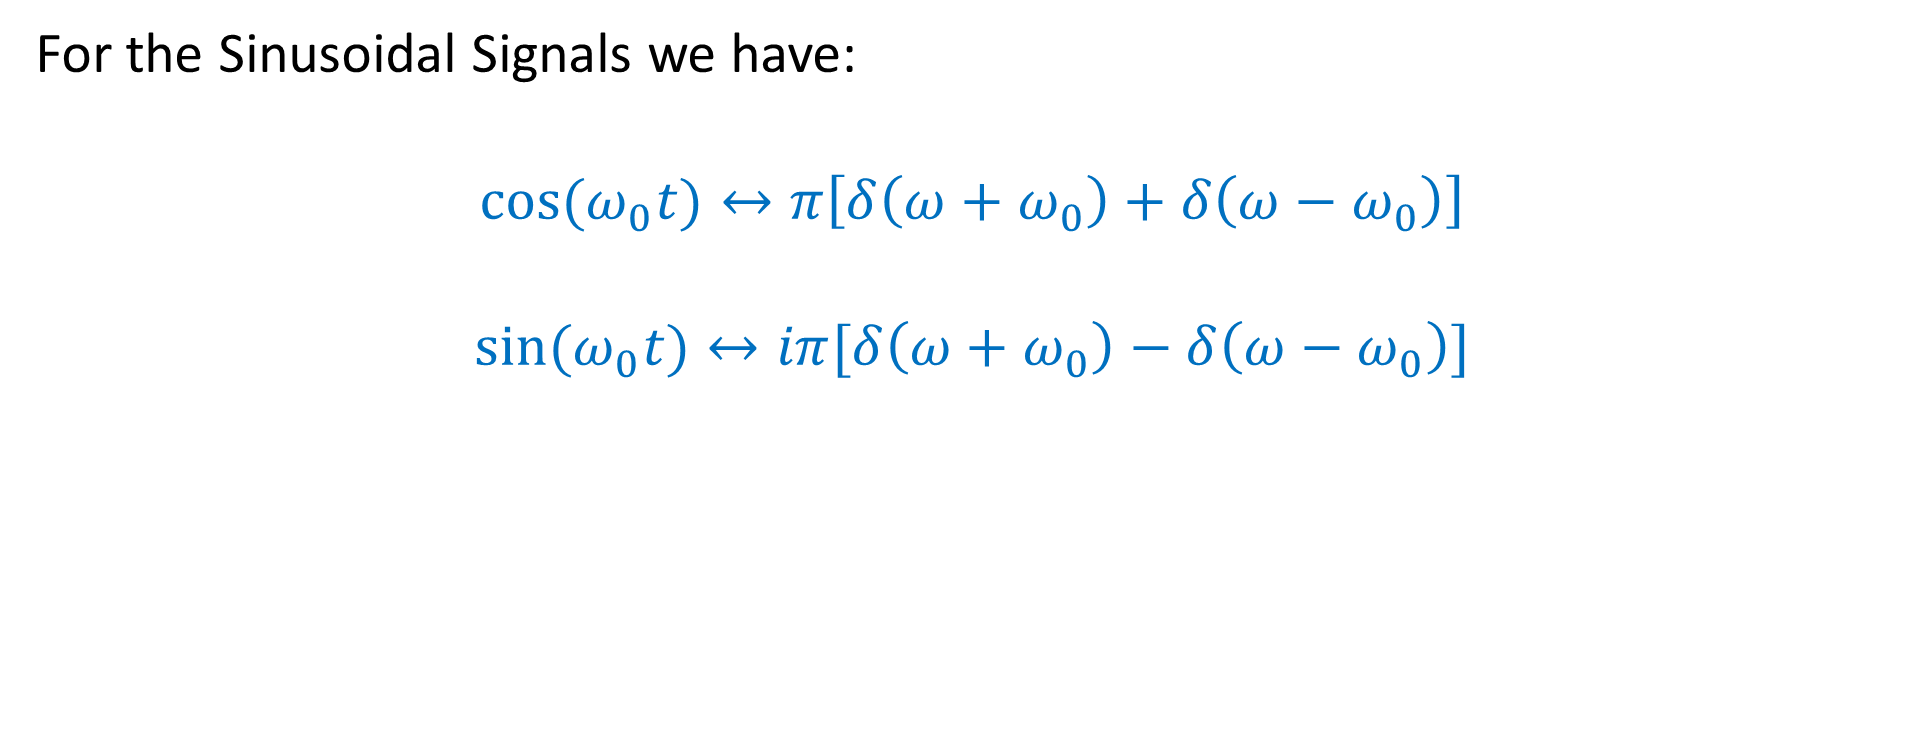 For the Sinusoidal Signals we have:
cos(ω₀t) ↔ π[δ(ω + ω₀) + δ(ω − ω₀)]
sin(ω₀t) ↔ iπ[δ(ω + ω₀) − δ(ω − ω₀)]